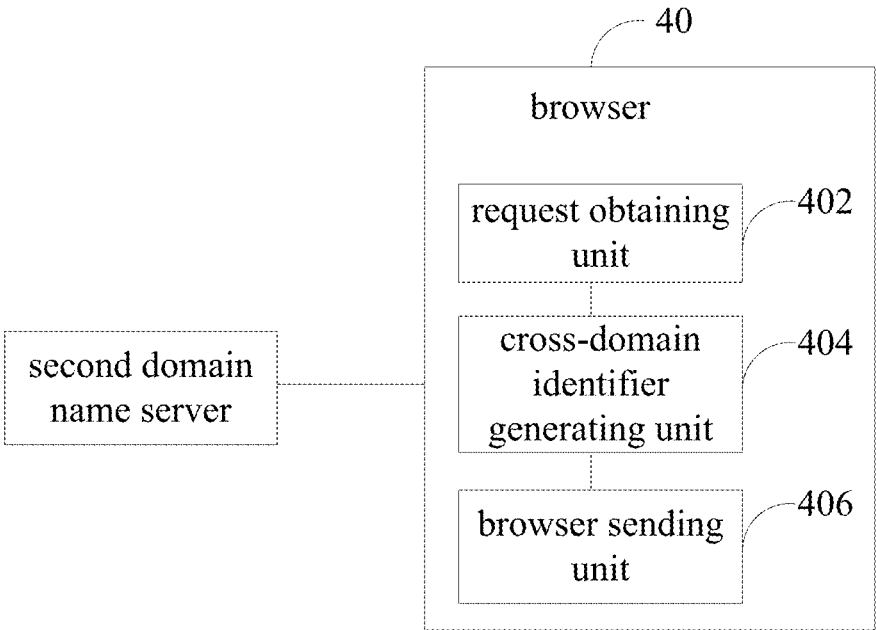 40
browser
request obtaining
unit
402
cross-domain
identifier
generating unit
404
second domain
name server
browser sending
unit
406